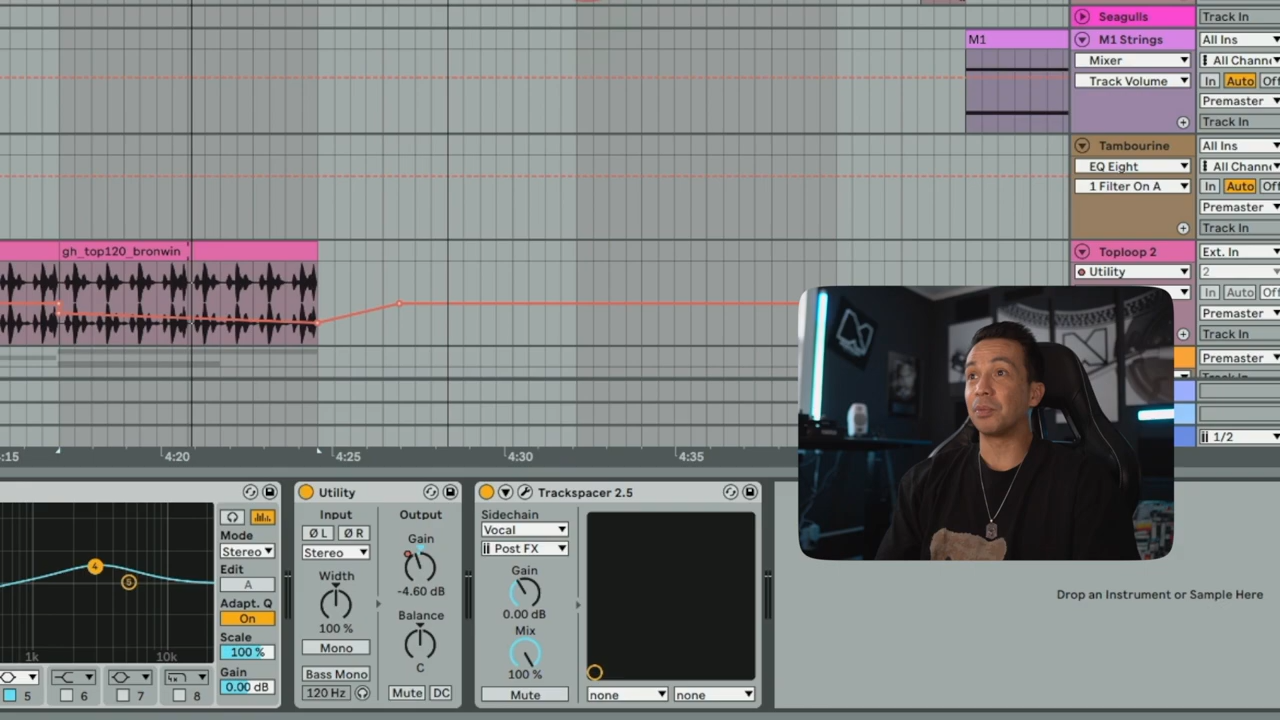 Seagulls
Track In
M1
M1 Strings
All Ins
Mixer
All Channe
Track Volume
In
Auto
Off
Premaster
Track In
Tambourine
All Ins
EQ Eight
All Channe
1 Filter On A
In
Auto
Off
Premaster
Track In
gh_top120_bronwin
Toploop 2
Ext. In
Utility
2
In
Auto
Off
Premaster
Track In
Premaster
1/2
:15
4:20
4:25
4:30
4:35
Mode
Stereo
Edit
A
Adapt. Q
On
Scale
100 %
Gain
0.00 dB
4
5
1k
10k
5
6
7
8
Utility
Input
Output
Ø L
Ø R
Gain
Stereo
-4.60 dB
Width
Balance
100 %
C
Mono
Bass Mono
120 Hz
Mute
DC
Trackspacer 2.5
Sidechain
Vocal
Post FX
Gain
0.00 dB
Mix
100 %
Mute
none
none
Drop an Instrument or Sample Here